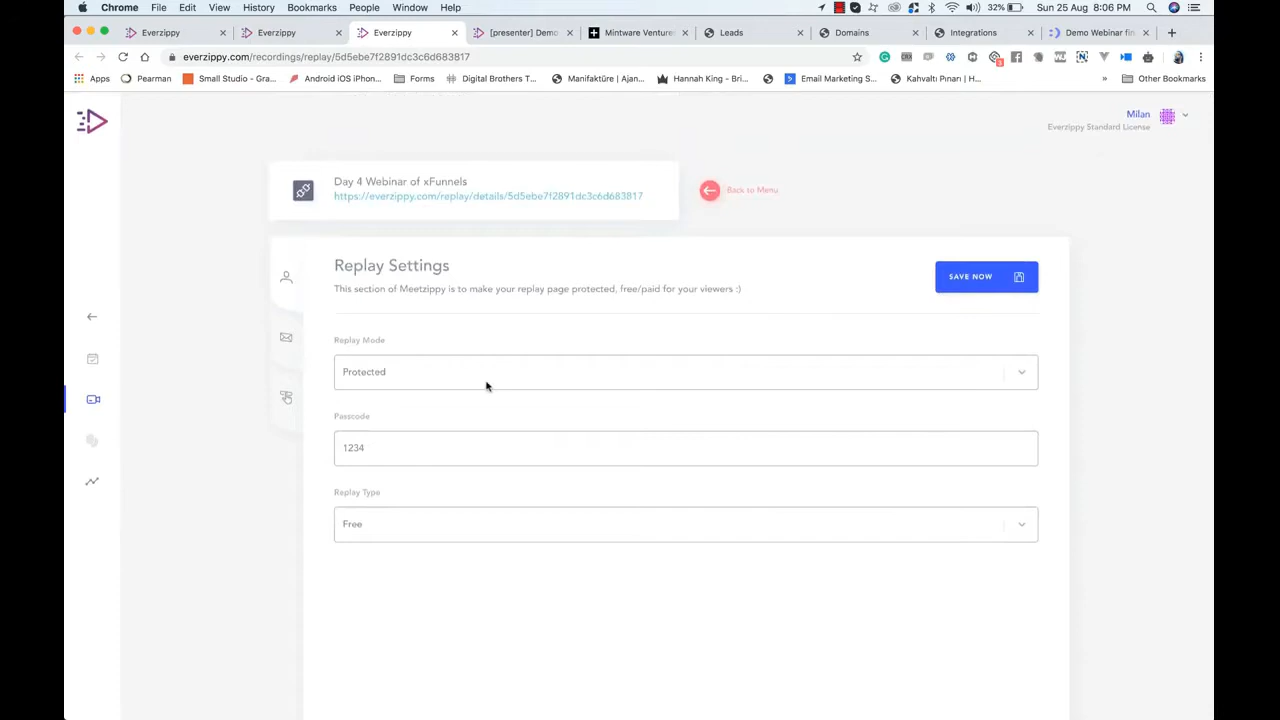 Chrome File Edit View History Bookmarks People Window Help 32% Sun 25 Aug 8:06 PM
Everzippy Everzippy Everzippy [presenter] Demo Mintware Venture Leads Domains Integrations Demo Webinar fin
everzippy.com/recordings/replay/5d5ebe7f2891dc3c6d683817
Apps Pearman Small Studio - Gra... Android iOS iPhon... Forms Digital Brothers T... Manifaktüre | Ajan... Hannah King - Bri... Email Marketing S... Kahvaltı Pınarı | H... » Other Bookmarks
Milan
Everzippy Standard License
Day 4 Webinar of xFunnels
https://everzippy.com/replay/details/5d5ebe7f2891dc3c6d683817
Back to Menu
Replay Settings
This section of Meetzippy is to make your replay page protected, free/paid for your viewers :)
SAVE NOW
Replay Mode
Protected
Passcode
1234
Replay Type
Free